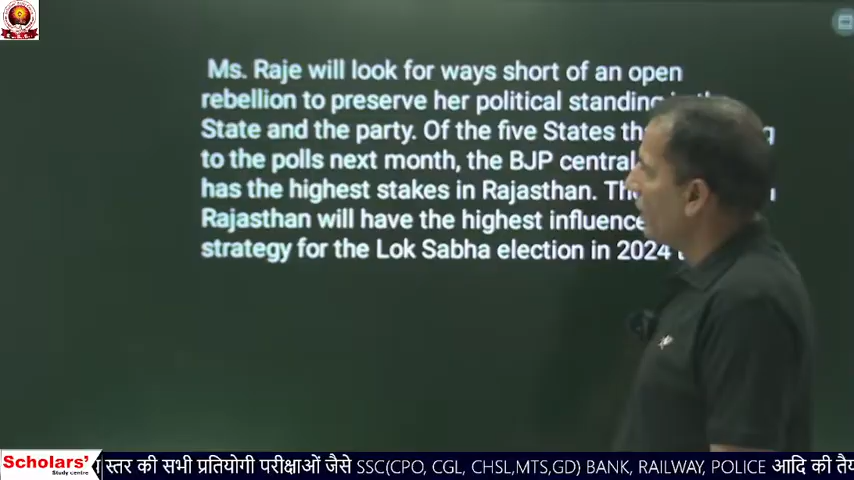 Ms. Raje will look for ways short of an open
rebellion to preserve her political standing
State and the party. Of the five States
to the polls next month, the BJP central
has the highest stakes in Rajasthan.
Rajasthan will have the highest influence
strategy for the Lok Sabha election in 2024
Scholars'
Study centre
स्तर की सभी प्रतियोगी परीक्षाओं जैसे SSC(CPO, CGL, CHSL,MTS,GD) BANK, RAILWAY, POLICE आदि की